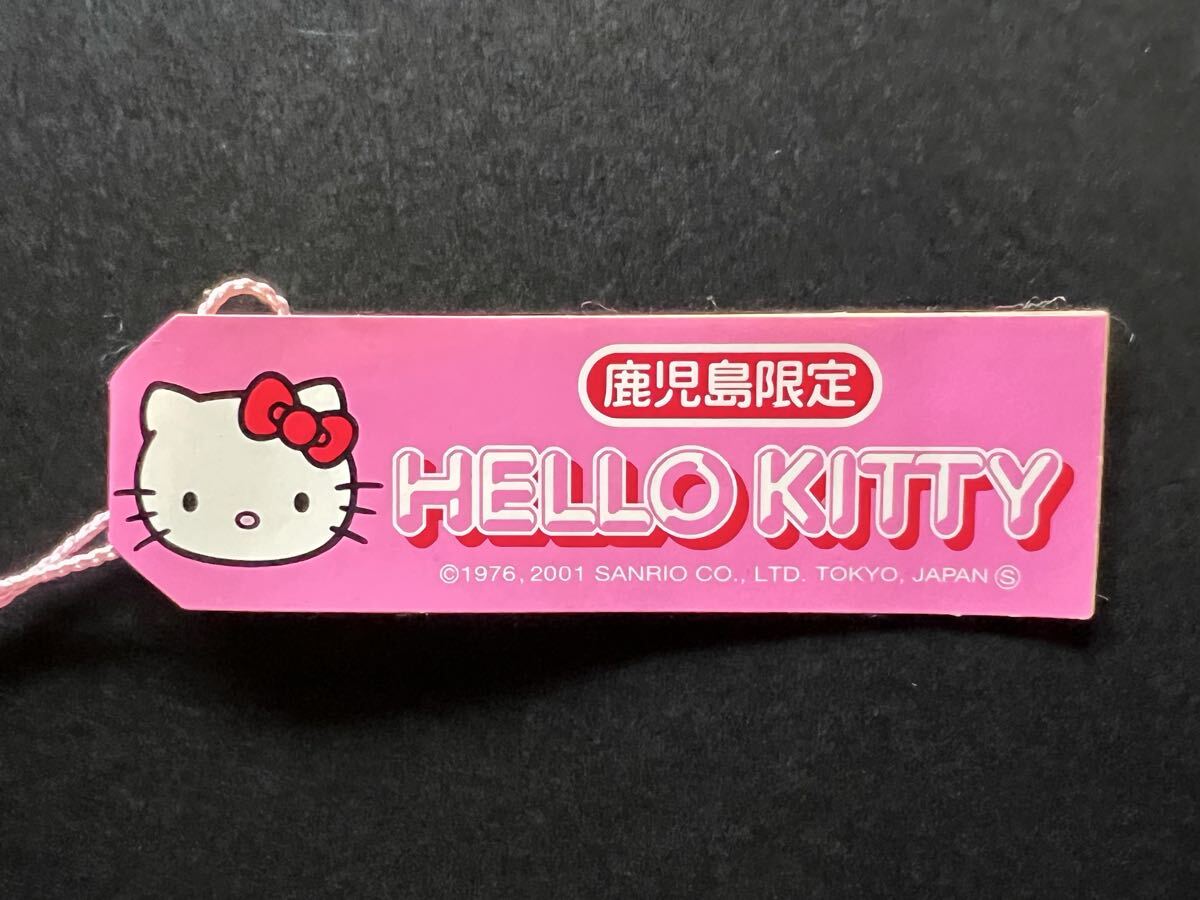 鹿児島限定
HELLO KITTY
©1976, 2001 SANRIO CO., LTD. TOKYO, JAPAN Ⓢ